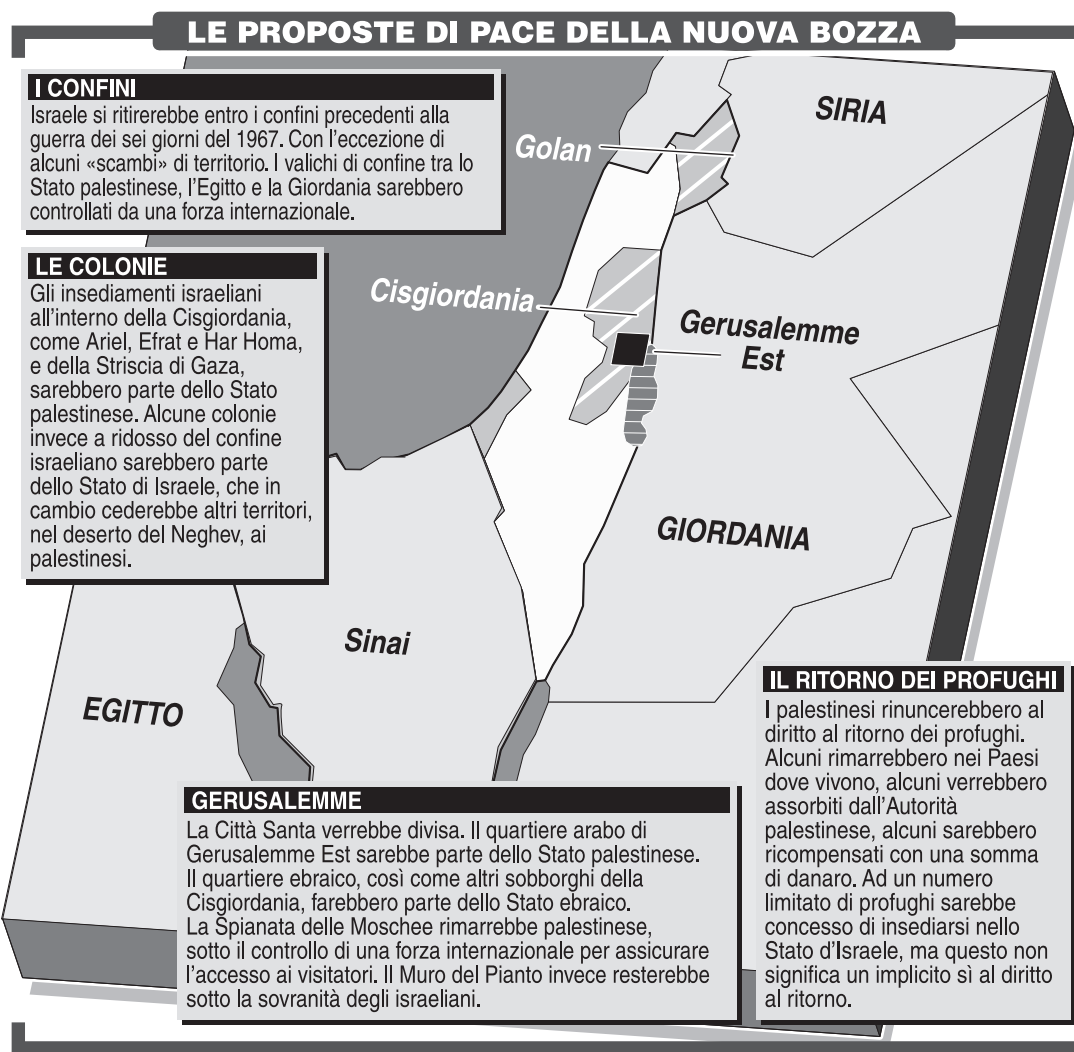 LE PROPOSTE DI PACE DELLA NUOVA BOZZA
I CONFINI
Israele si ritirerebbe entro i confini precedenti alla
guerra dei sei giorni del 1967. Con l'eccezione di
alcuni «scambi» di territorio. I valichi di confine tra lo
Stato palestinese, l'Egitto e la Giordania sarebbero
controllati da una forza internazionale.
SIRIA
Golan
LE COLONIE
Gli insediamenti israeliani
all'interno della Cisgiordania,
come Ariel, Efrat e Har Homa,
e della Striscia di Gaza,
sarebbero parte dello Stato
palestinese. Alcune colonie
invece a ridosso del confine
israeliano sarebbero parte
dello Stato di Israele, che in
cambio cederebbe altri territori,
nel deserto del Neghev, ai
palestinesi.
Cisgiordania
Gerusalemme
Est
GIORDANIA
Sinai
EGITTO
IL RITORNO DEI PROFUGHI
I palestinesi rinuncerebbero al
diritto al ritorno dei profughi.
Alcuni rimarrebbero nei Paesi
dove vivono, alcuni verrebbero
assorbiti dall'Autorità
palestinese, alcuni sarebbero
ricompensati con una somma
di danaro. Ad un numero
limitato di profughi sarebbe
concesso di insediarsi nello
Stato d'Israele, ma questo non
significa un implicito sì al diritto
al ritorno.
GERUSALEMME
La Città Santa verrebbe divisa. Il quartiere arabo di
Gerusalemme Est sarebbe parte dello Stato palestinese.
Il quartiere ebraico, così come altri sobborghi della
Cisgiordania, farebbero parte dello Stato ebraico.
La Spianata delle Moschee rimarrebbe palestinese,
sotto il controllo di una forza internazionale per assicurare
l'accesso ai visitatori. Il Muro del Pianto invece resterebbe
sotto la sovranità degli israeliani.